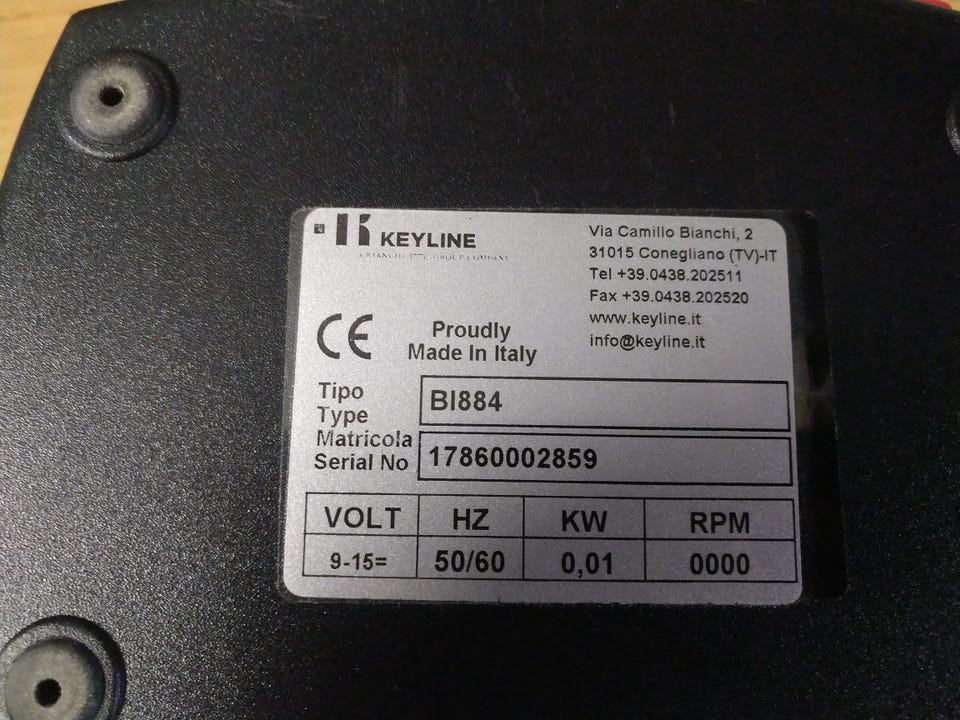 KEYLINE
Via Camillo Bianchi, 2
31015 Conegliano (TV)-IT
Tel +39.0438.202511
Fax +39.0438.202520
www.keyline.it
info@keyline.it
CE
Proudly
Made In Italy
Tipo
Type
BI884
Matricola
Serial No
17860002859
VOLT HZ KW RPM
9-15= 50/60 0,01 0000